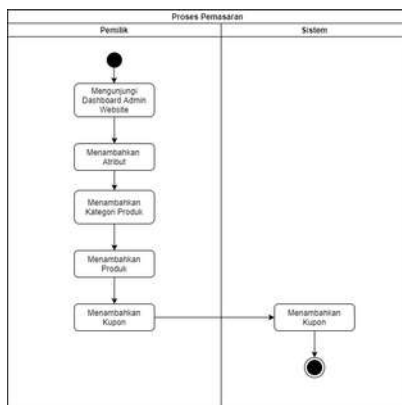 Proses Pemasaran
Pemilik
Sistem
Mengunjungi
Dashboard Admin
Website
Menambahkan
Atribut
Menambahkan
Kategori Produk
Menambahkan
Produk
Menambahkan
Kupon
Menambahkan
Kupon